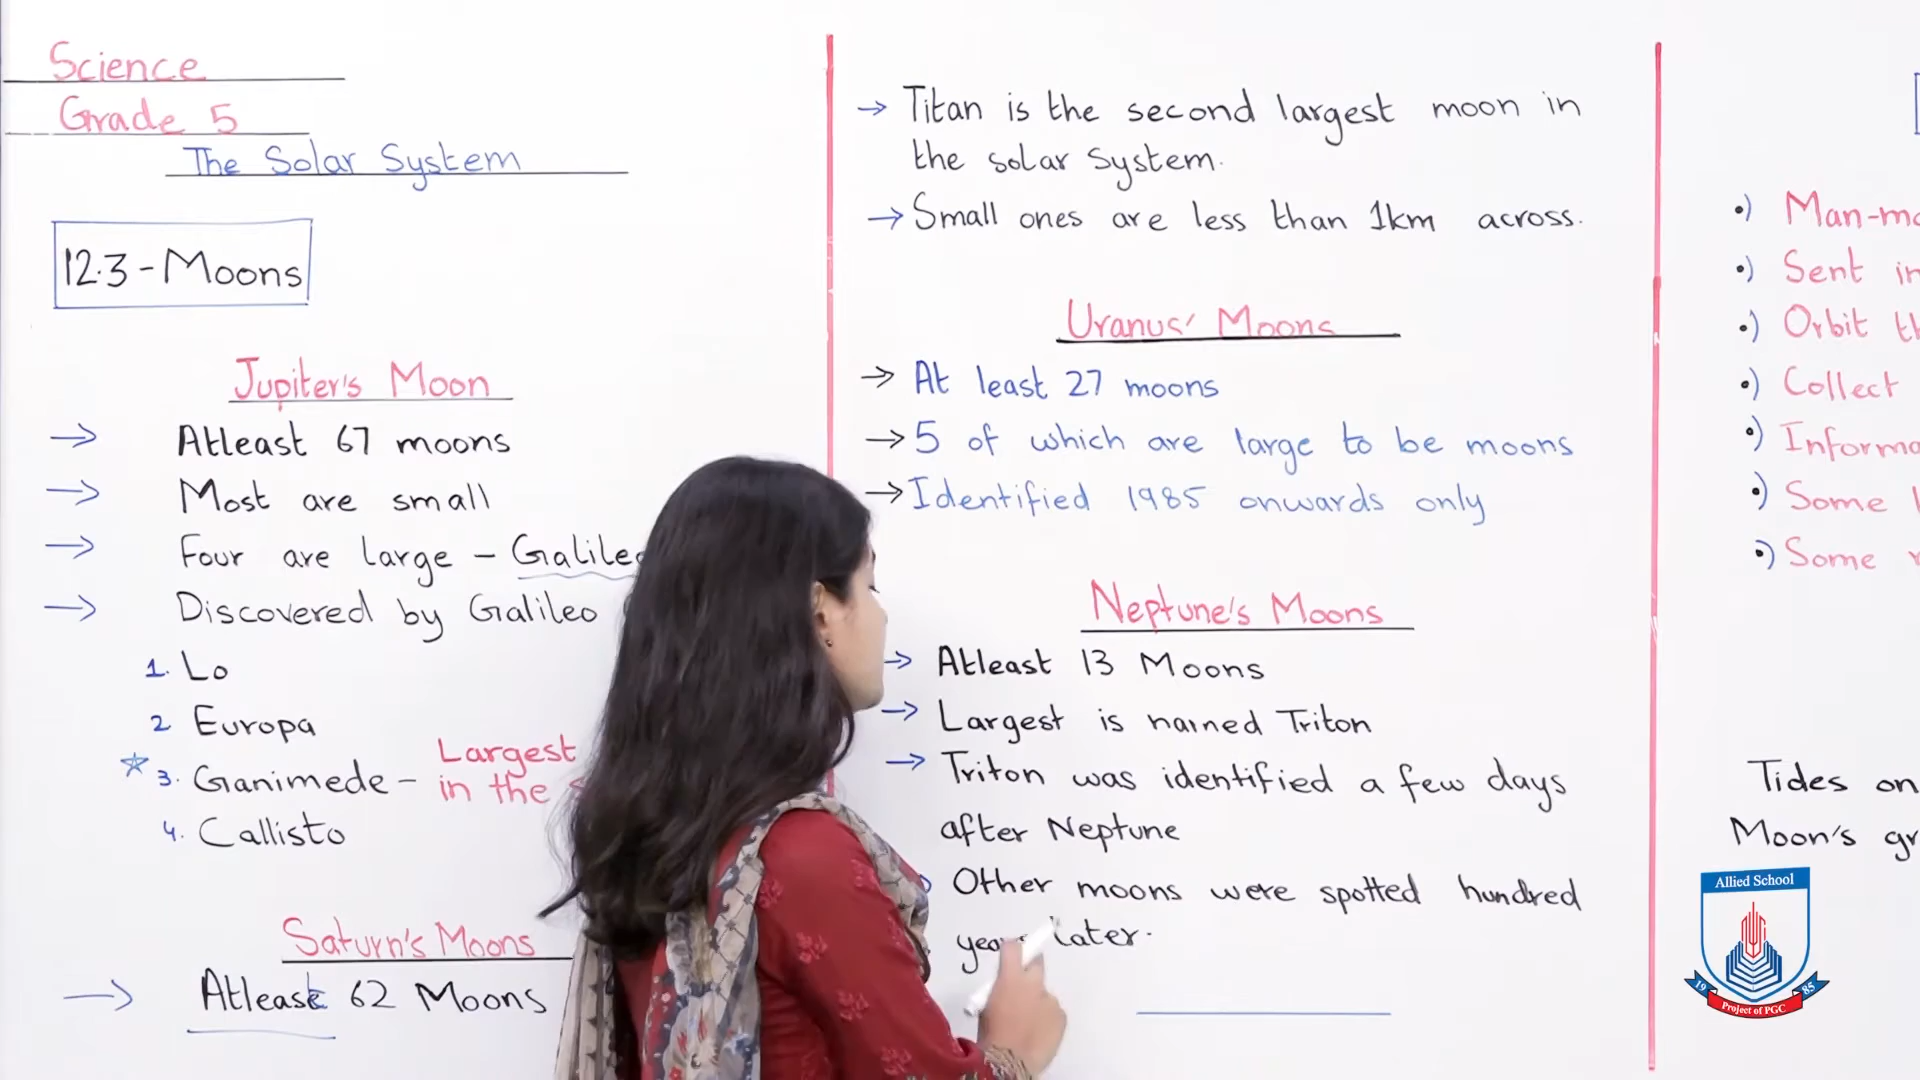 Science
Grade 5
The Solar System
12.3 - Moons
Jupiter's Moon
→ Atleast 67 moons
→ Most are small
→ Four are large - Galileo
→ Discovered by Galileo
1. Lo
2 Europa
3. Ganimede - Largest
in the
4. Callisto
Saturn's Moons
→ Atleast 62 Moons
→ Titan is the second largest moon in
the solar System.
→ Small ones are less than 1km across.
Uranus' Moons
→ At least 27 moons
→ 5 of which are large to be moons
→ Identified 1985 onwards only
Neptune's Moons
→ Atleast 13 Moons
→ Largest is named Triton
→ Triton was identified a few days
after Neptune
Other moons were spotted hundred
later.
Sent
Orbit
Collect
Some
Some
Tides on
Moon's
Allied School
19 85
Project of PGC